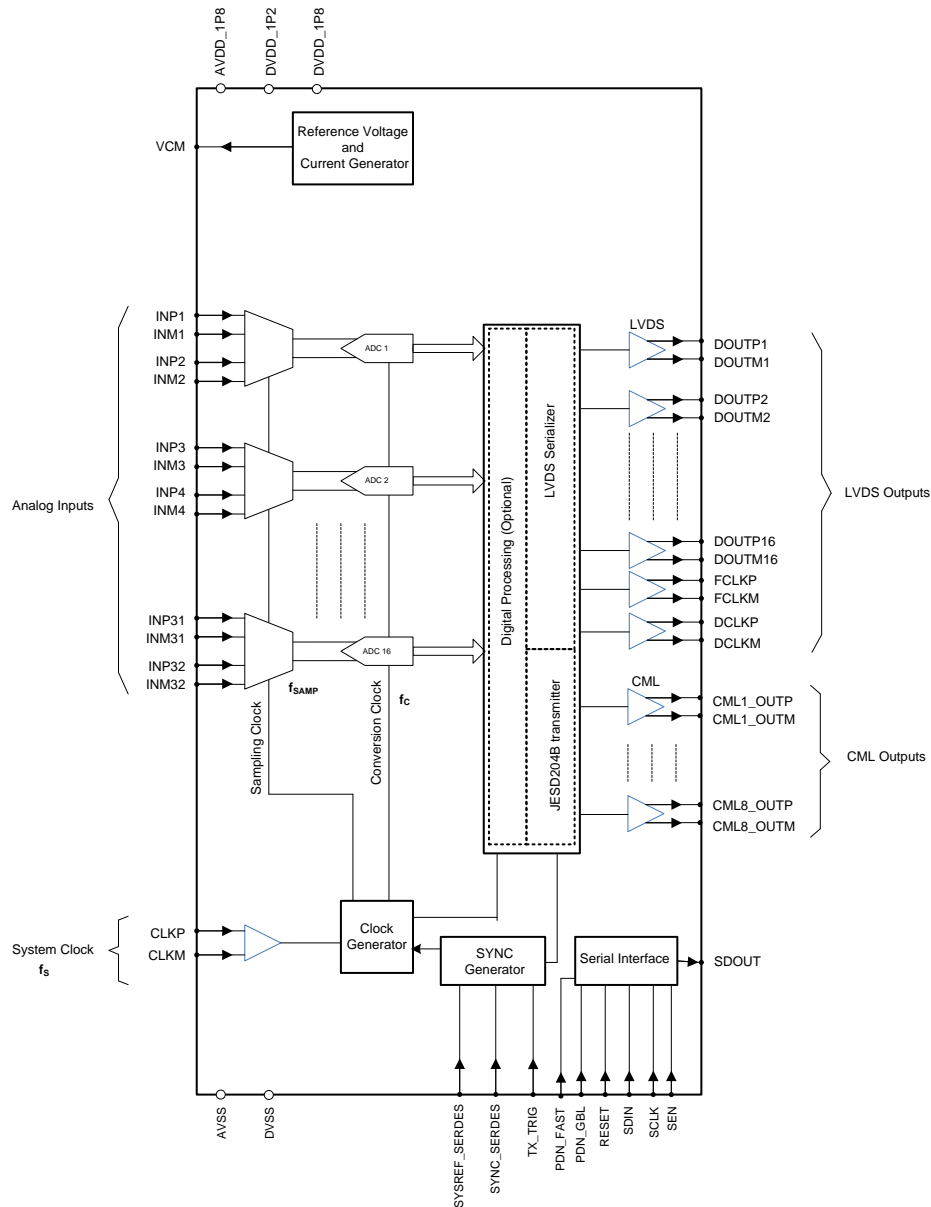 AVDD_1P8
DVDD_1P2
DVDD_1P8
Reference Voltage
and
Current Generator
VCM
INP1
INM1
INP2
INM2
ADC 1
INP3
INM3
INP4
INM4
ADC 2
Analog Inputs
INP31
INM31
INP32
INM32
ADC 16
fSAMP
fC
Sampling Clock
Conversion Clock
Digital Processing (Optional)
LVDS Serializer
JESD204B transmitter
LVDS
DOUTP1
DOUTM1
DOUTP2
DOUTM2
LVDS Outputs
DOUTP16
DOUTM16
FCLKP
FCLKM
DCLKP
DCLKM
CML
CML1_OUTP
CML1_OUTM
CML Outputs
CML8_OUTP
CML8_OUTM
System Clock
fS
CLKP
CLKM
Clock
Generator
SYNC
Generator
Serial Interface
SDOUT
AVSS
DVSS
SYSREF_SERDES
SYNC_SERDES
TX_TRIG
PDN_FAST
PDN_GBL
RESET
SDIN
SCLK
SEN